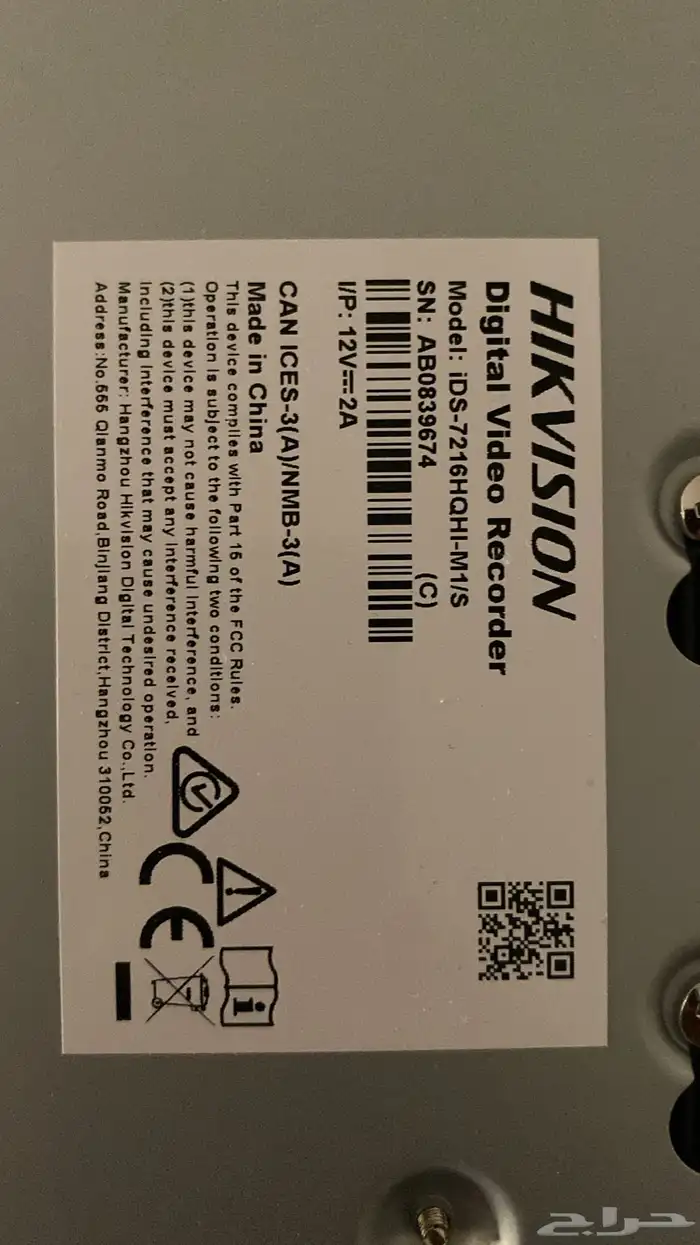 HIKVISION
Digital Video Recorder
Model: iDS-7216HQHI-M1/S
SN: AB0839674 (C)
I/P: 12V⎓2A
CAN ICES-3(A)/NMB-3(A)
Made in China
This device complies with Part 15 of the FCC Rules.
Operation is subject to the following two conditions:
(1)this device may not cause harmful interference, and
(2)this device must accept any interference received,
including interference that may cause undesired operation.
Manufacturer: Hangzhou Hikvision Digital Technology Co.,Ltd.
Address:No.555 Qianmo Road,Binjiang District,Hangzhou 310052,China
CE
حراج